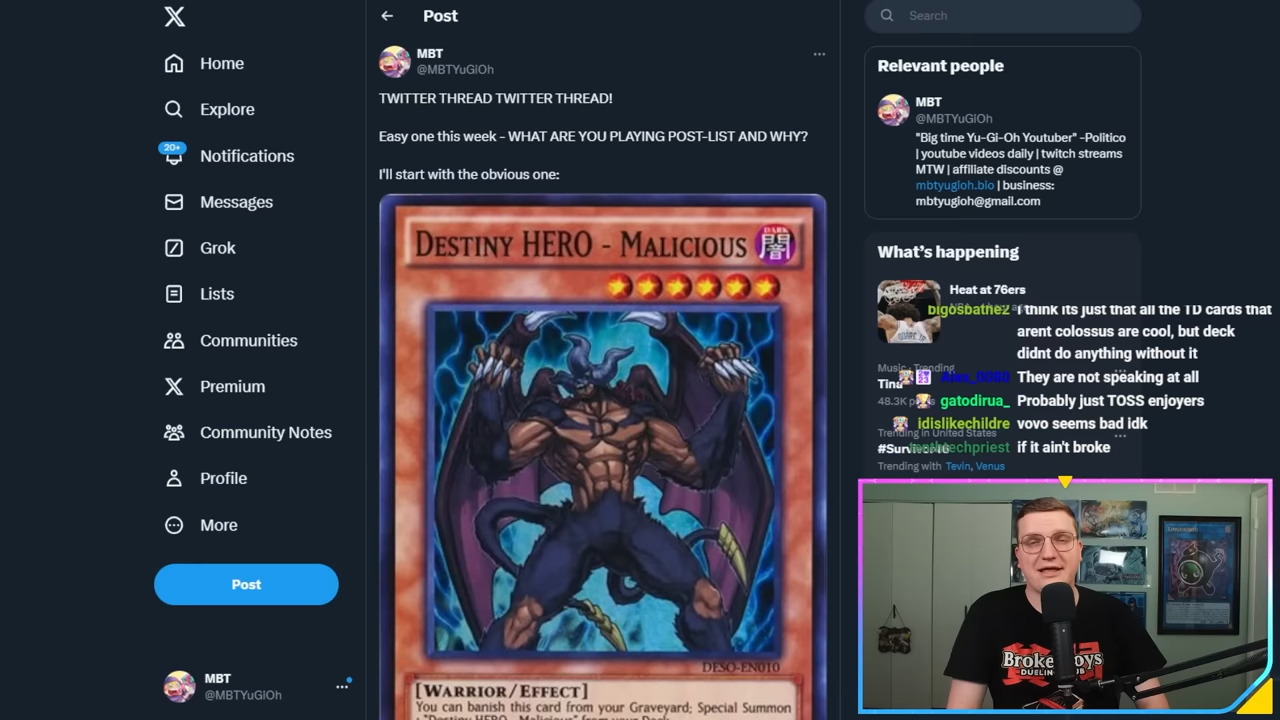 Home
Explore
20+
Notifications
Messages
Grok
Lists
Communities
Premium
Community Notes
Profile
More
Post
MBT
@MBTYuGiOh
Post
MBT
@MBTYuGiOh
TWITTER THREAD TWITTER THREAD!
Easy one this week - WHAT ARE YOU PLAYING POST-LIST AND WHY?
I'll start with the obvious one:
DESTINY HERO - MALICIOUS
DARK
闇
DESO-EN010
[WARRIOR/EFFECT]
You can banish this card from your Graveyard; Special Summon
"Destiny HERO - Malicious" from your Deck.
Search
Relevant people
MBT
@MBTYuGiOh
"Big time Yu-Gi-Oh Youtuber" -Politico
| youtube videos daily | twitch streams
MTW | affiliate discounts @
mbtyugioh.bio | business:
mbtyugioh@gmail.com
What's happening
Heat at 76ers
bigosbathez I think its just that all the TD cards that
arent colossus are cool, but deck
didnt do anything without it
Music · Trending
They are not speaking at all
48.3K
gatodirua_ Probably just TOSS enjoyers
idislikechildre vovo seems bad idk
Trending in United States
if it ain't broke
Trending with Tevin, Venus